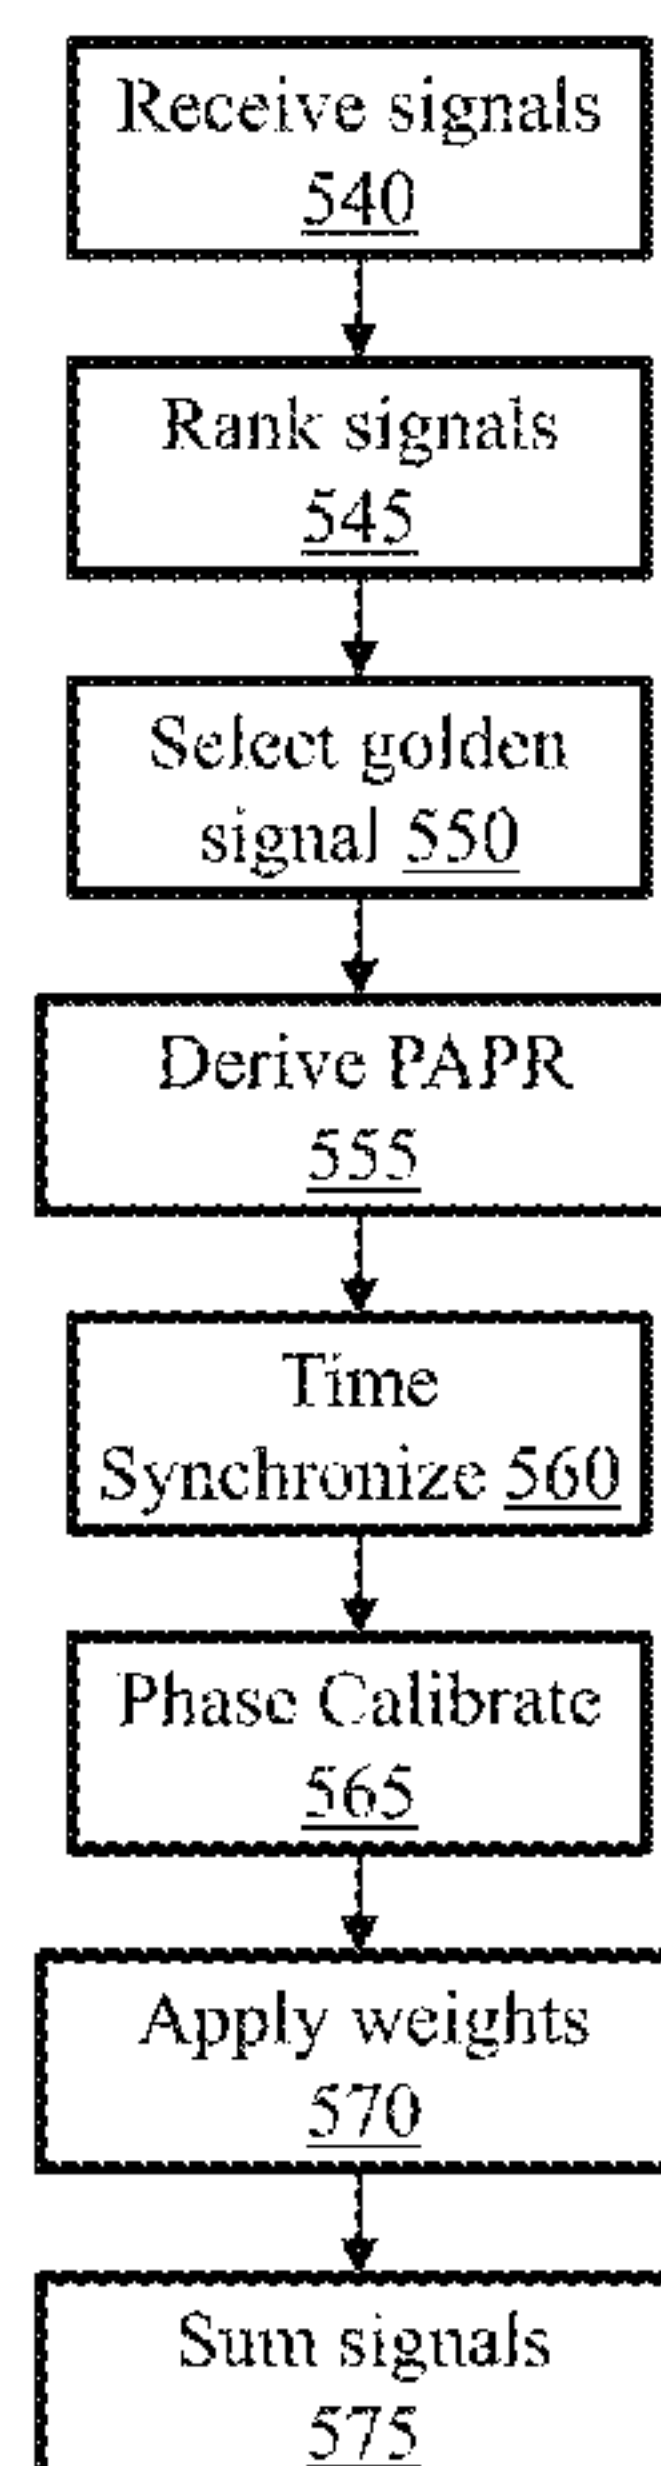 Receive signals
540
Rank signals
545
Select golden
signal 550
Derive PAPR
555
Time
Synchronize 560
Phase Calibrate
565
Apply weights
570
Sum signals
575